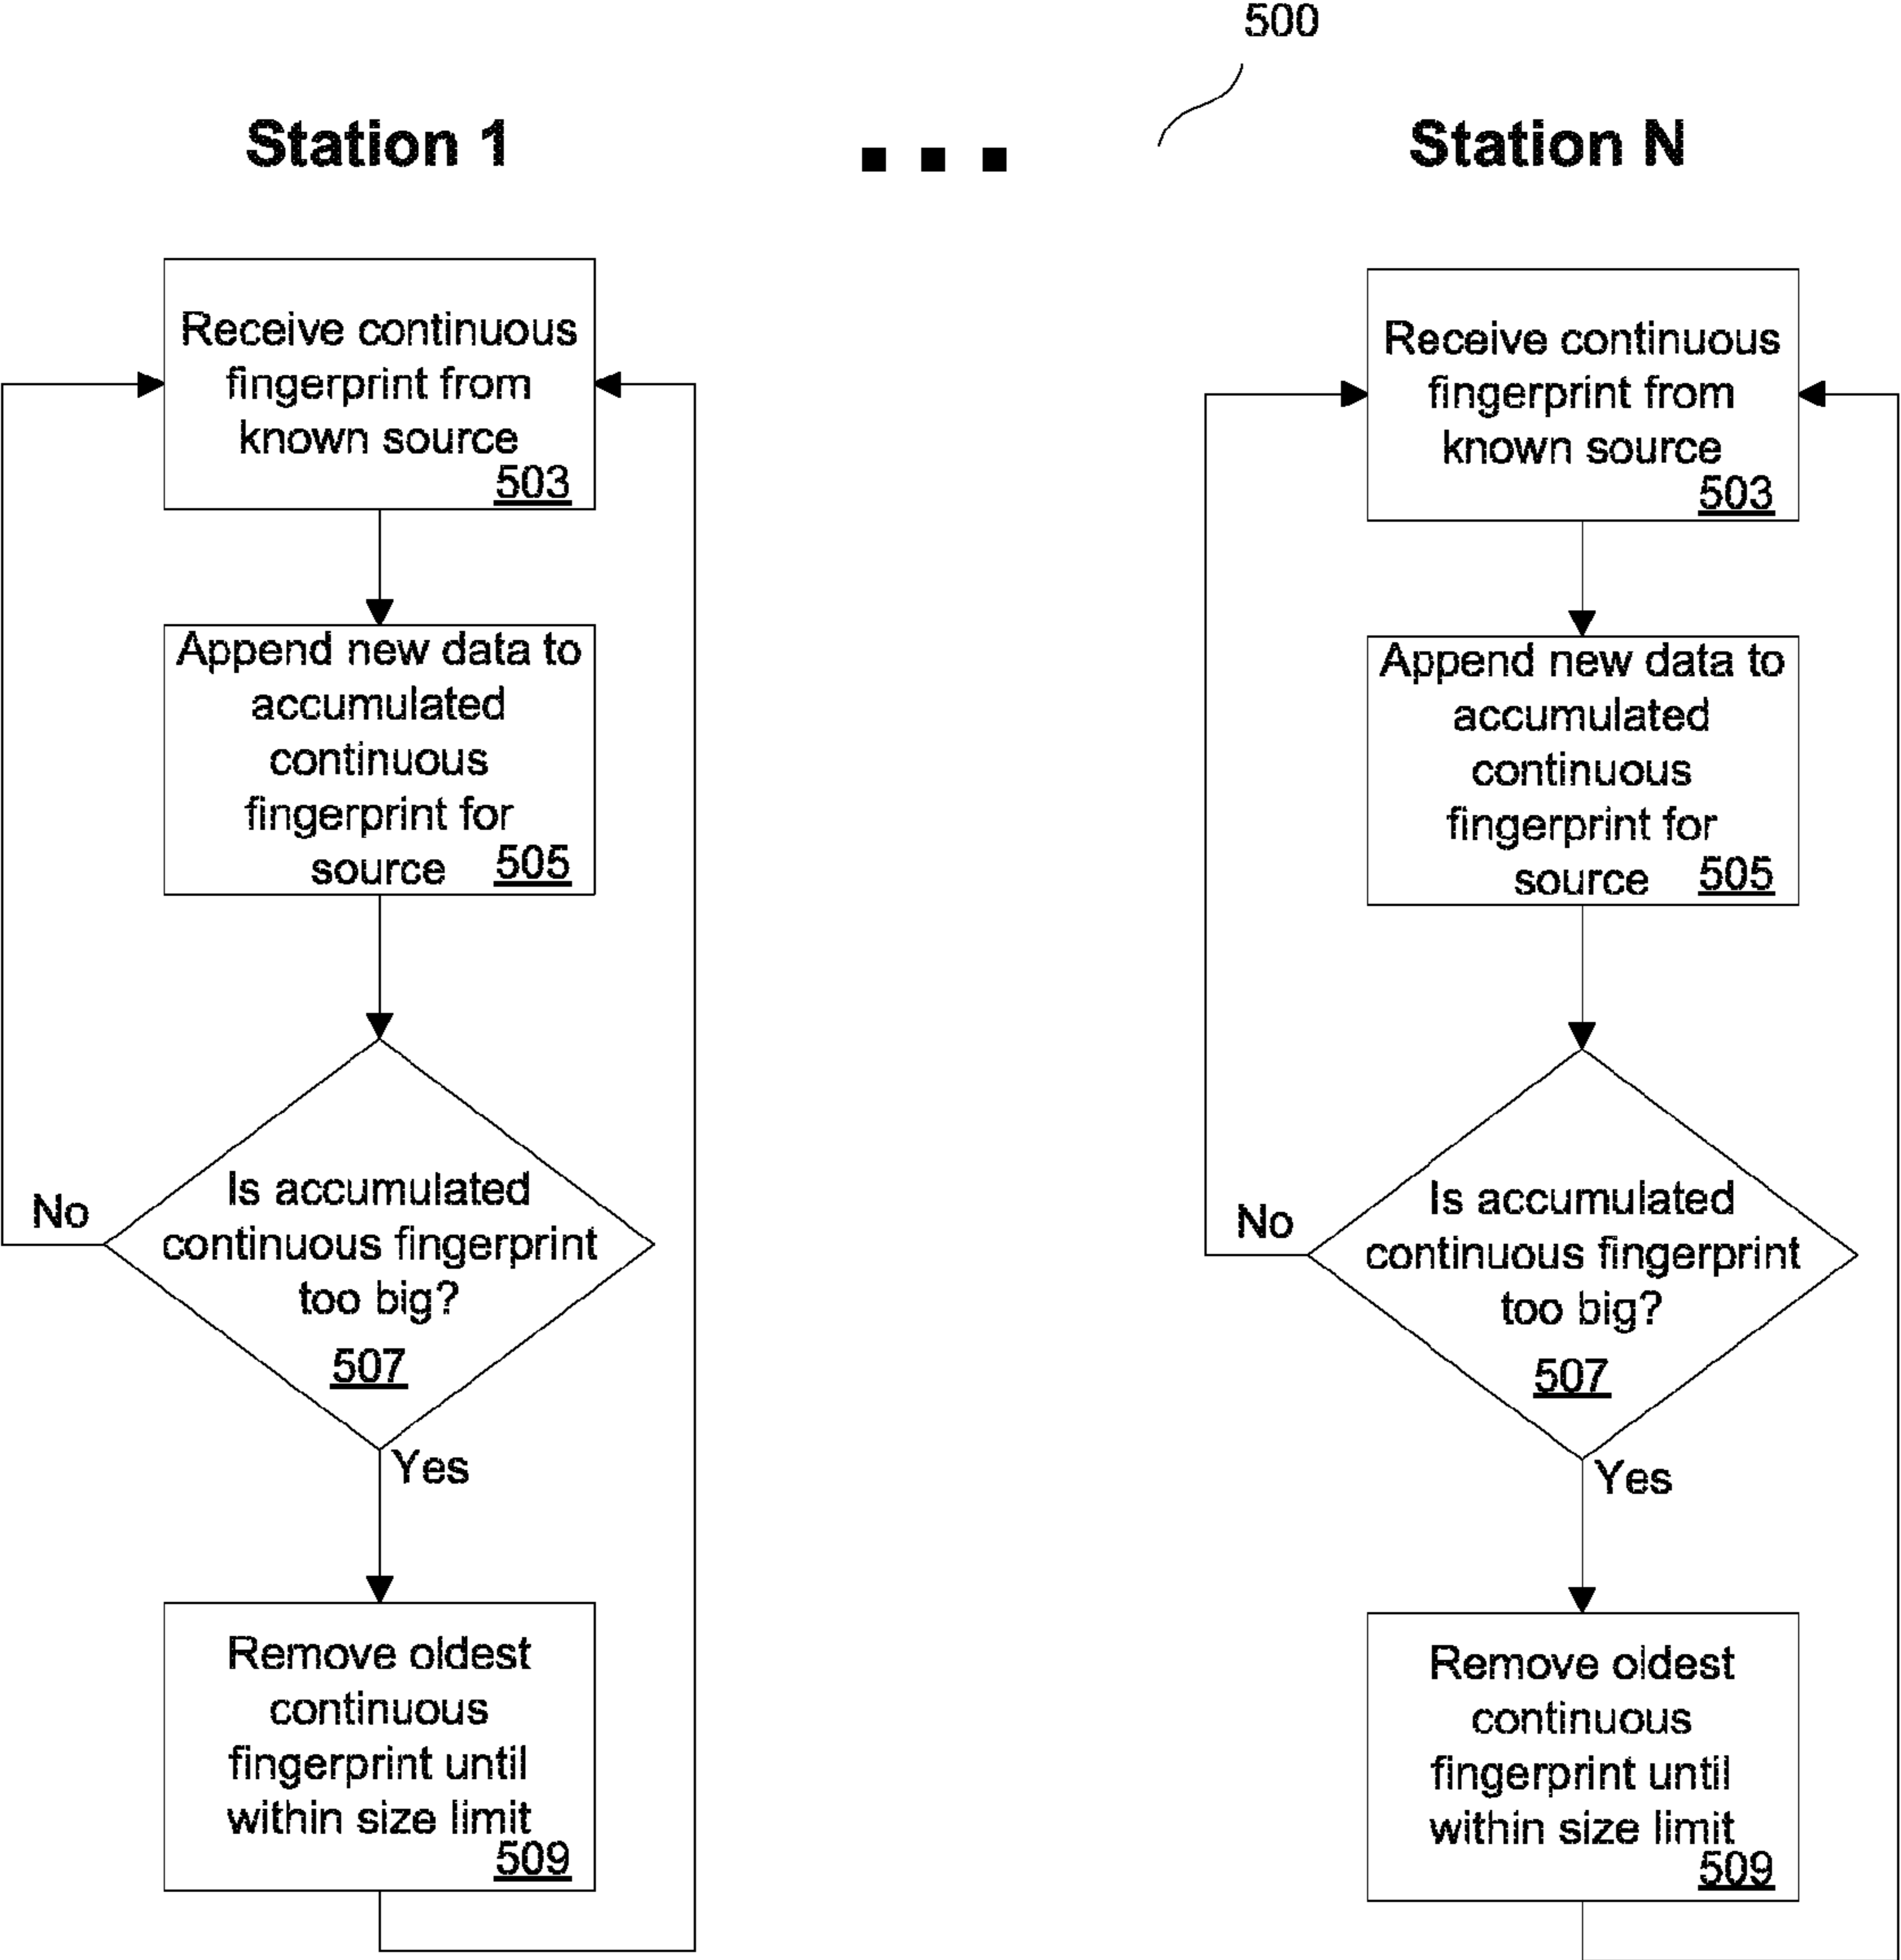 500
Station 1
...
Station N
Receive continuous
fingerprint from
known source
503
Append new data to
accumulated
continuous
fingerprint for
source 505
No
Is accumulated
continuous fingerprint
too big?
507
Yes
Remove oldest
continuous
fingerprint until
within size limit
509
Receive continuous
fingerprint from
known source
503
Append new data to
accumulated
continuous
fingerprint for
source 505
No
Is accumulated
continuous fingerprint
too big?
507
Yes
Remove oldest
continuous
fingerprint until
within size limit
509